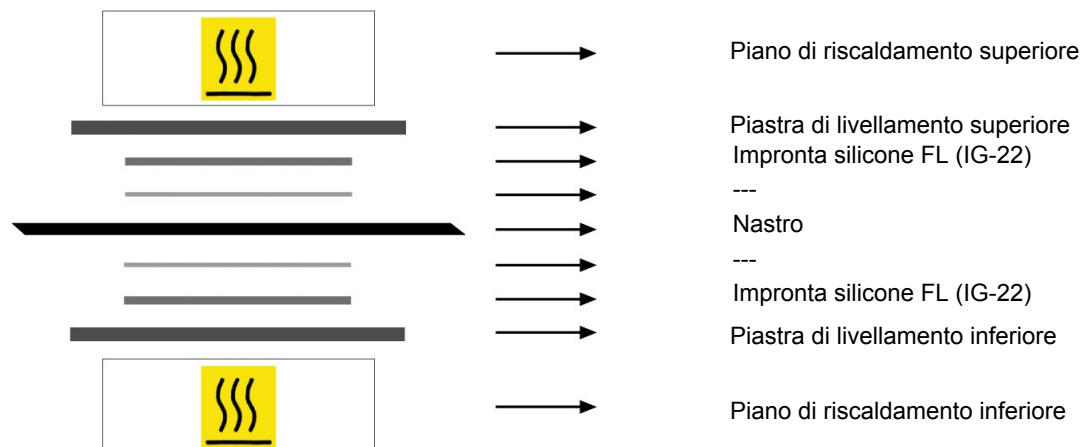 Piano di riscaldamento superiore
Piastra di livellamento superiore
Impronta silicone FL (IG-22)
---
Nastro
---
Impronta silicone FL (IG-22)
Piastra di livellamento inferiore
Piano di riscaldamento inferiore